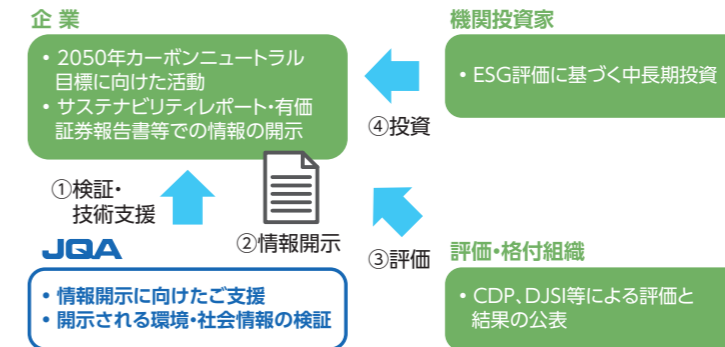 企業
• 2050年カーボンニュートラル
目標に向けた活動
• サステナビリティレポート・有価
証券報告書等での情報の開示
機関投資家
• ESG評価に基づく中長期投資
④投資
①検証・
技術支援
②情報開示
③評価
JQA
• 情報開示に向けたご支援
• 開示される環境・社会情報の検証
評価・格付組織
• CDP、DJSI等による評価と
結果の公表